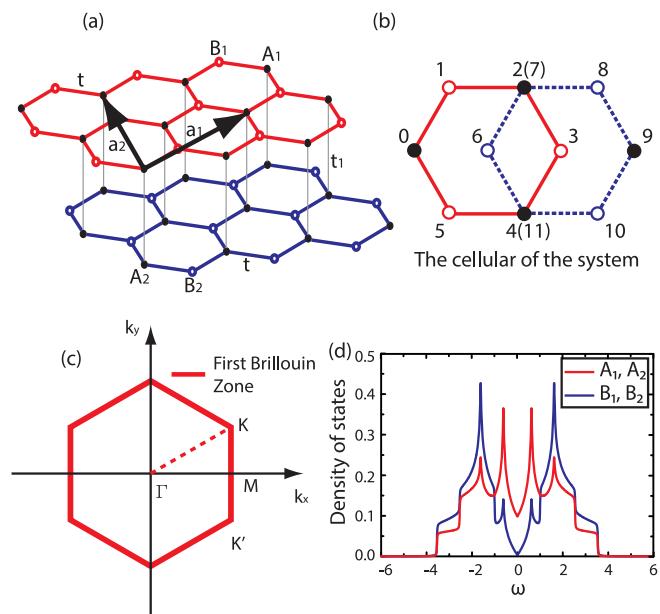 (a)
B1
A1
t
a1
a2
t1
A2
B2
t
(b)
1
2(7)
8
0
6
3
9
5
4(11)
10
The cellular of the system
(c)
ky
First Brillouin
Zone
K
Γ
M
kx
K′
(d)
Density of states
0.5
0.4
0.3
0.2
0.1
0.0
A1, A2
B1, B2
-6 -4 -2 0 2 4 6
ω